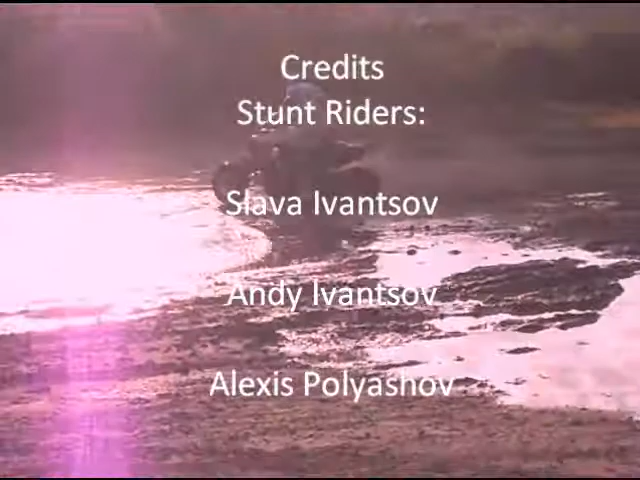 Credits
Stunt Riders:
Slava Ivantsov
Andy Ivantsov
Alexis Polyashov